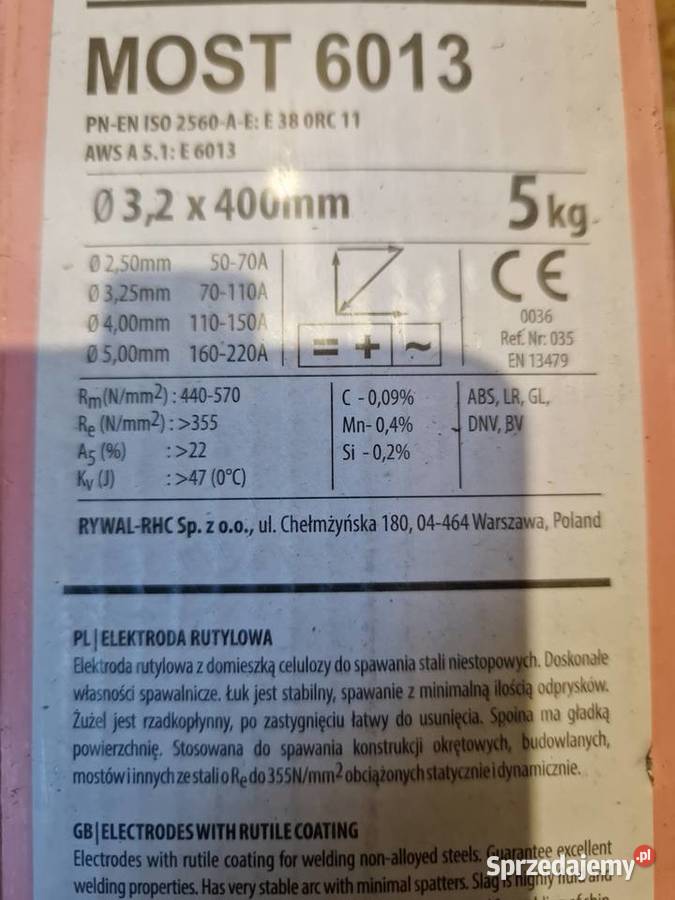 MOST 6013
PN-EN ISO 2560-A-E: E 38 0RC 11
AWS A 5.1: E 6013
Ø 3,2 x 400mm 5 kg
Ø 2,50mm 50-70A
Ø 3,25mm 70-110A
Ø 4,00mm 110-150A
Ø 5,00mm 160-220A
= + ~
CE
0036
Ref. Nr: 035
EN 13479
Rm(N/mm²) : 440-570
Re (N/mm²) : >355
A5 (%) : >22
Kv (J) : >47 (0°C)
C - 0,09%
Mn- 0,4%
Si - 0,2%
ABS, LR, GL,
DNV, BV
RYWAL-RHC Sp. z o.o., ul. Chełmżyńska 180, 04-464 Warszawa, Poland
PL | ELEKTRODA RUTYLOWA
Elektroda rutylowa z domieszką celulozy do spawania stali niestopowych. Doskonałe
własności spawalnicze. Łuk jest stabilny, spawanie z minimalną ilością odprysków.
Żużel jest rzadkopłynny, po zastygnięciu łatwy do usunięcia. Spoina ma gładką
powierzchnię. Stosowana do spawania konstrukcji okrętowych, budowlanych,
mostów i innych ze stali o Re do 355N/mm² obciążonych statycznie i dynamicznie.
GB | ELECTRODES WITH RUTILE COATING
Electrodes with rutile coating for welding non-alloyed steels. Guarantee excellent
welding properties. Has very stable arc with minimal spatters. Slag is highly fluid and
Sprzedajemy.pl